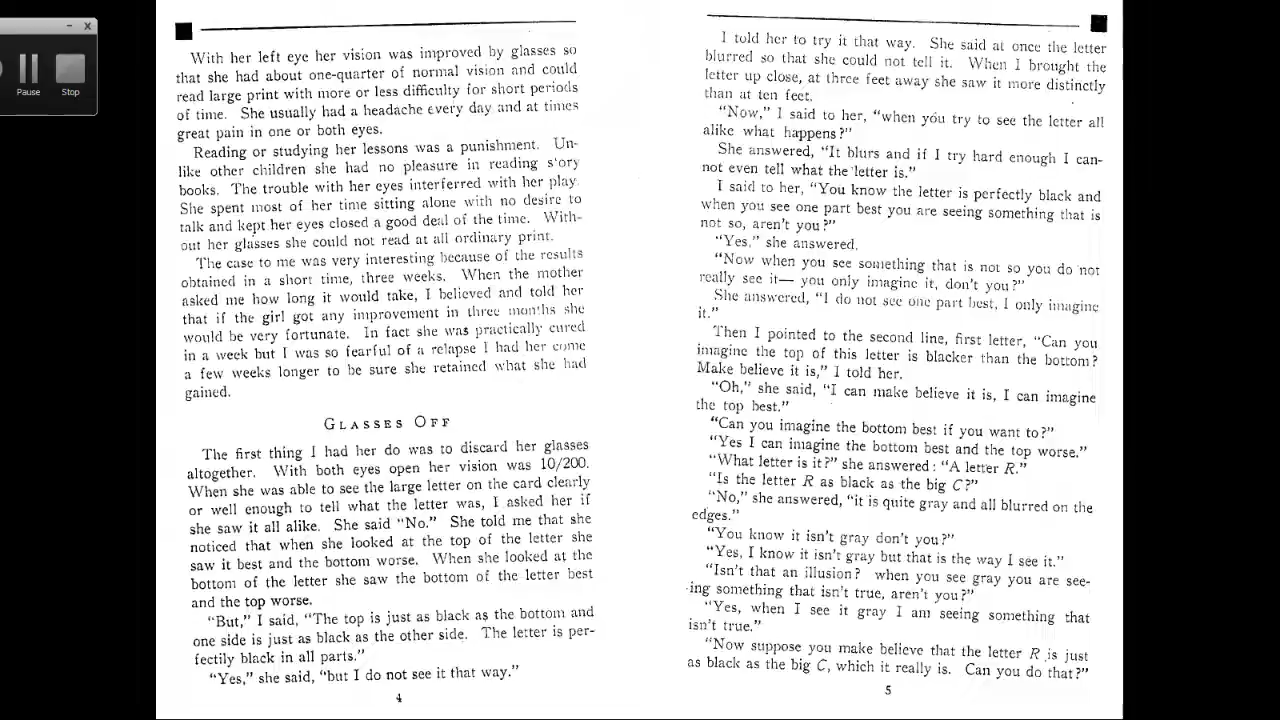 Pause
Stop
With her left eye her vision was improved by glasses so
that she had about one-quarter of normal vision and could
read large print with more or less difficulty for short periods
of time. She usually had a headache every day and at times
great pain in one or both eyes.
Reading or studying her lessons was a punishment. Un-
like other children she had no pleasure in reading s'ory
books. The trouble with her eyes interferred with her play.
She spent most of her time sitting alone with no desire to
talk and kept her eyes closed a good deal of the time. With-
out her glasses she could not read at all ordinary print.
The case to me was very interesting because of the results
obtained in a short time, three weeks. When the mother
asked me how long it would take, I believed and told her
that if the girl got any improvement in three months she
would be very fortunate. In fact she was practically cured
in a week but I was so fearful of a relapse I had her come
a few weeks longer to be sure she retained what she had
gained.
GLASSES OFF
The first thing I had her do was to discard her glasses
altogether. With both eyes open her vision was 10/200.
When she was able to see the large letter on the card clearly
or well enough to tell what the letter was, I asked her if
she saw it all alike. She said "No." She told me that she
noticed that when she looked at the top of the letter she
saw it best and the bottom worse. When she looked at the
bottom of the letter she saw the bottom of the letter best
and the top worse.
"But," I said, "The top is just as black as the bottom and
one side is just as black as the other side. The letter is per-
fectily black in all parts."
"Yes," she said, "but I do not see it that way."
4
I told her to try it that way. She said at once the letter
blurred so that she could not tell it. When I brought the
letter up close, at three feet away she saw it more distinctly
than at ten feet.
"Now," I said to her, "when you try to see the letter all
alike what happens?"
She answered, "It blurs and if I try hard enough I can-
not even tell what the letter is."
I said to her, "You know the letter is perfectly black and
when you see one part best you are seeing something that is
not so, aren't you?"
"Yes," she answered.
"Now when you see something that is not so you do not
really see it— you only imagine it, don't you?"
She answered, "I do not see one part best, I only imagine
it."
Then I pointed to the second line, first letter, "Can you
imagine the top of this letter is blacker than the bottom?
Make believe it is," I told her.
"Oh," she said, "I can make believe it is, I can imagine
the top best."
"Can you imagine the bottom best if you want to?"
"Yes I can imagine the bottom best and the top worse."
"What letter is it?" she answered: "A letter R."
"Is the letter R as black as the big C?"
"No," she answered, "it is quite gray and all blurred on the
edges."
"You know it isn't gray don't you?"
"Yes, I know it isn't gray but that is the way I see it."
"Isn't that an illusion? when you see gray you are see-
ing something that isn't true, aren't you?"
"Yes, when I see it gray I am seeing something that
isn't true."
"Now suppose you make believe that the letter R is just
as black as the big C, which it really is. Can you do that?"
5